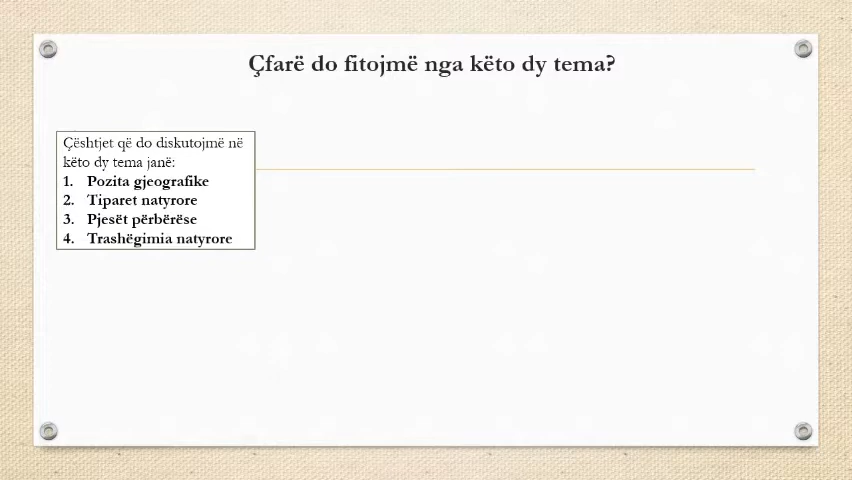 Çfarë do fitojmë nga këto dy tema?
Çështjet që do diskutojmë në
këto dy tema janë:
1. Pozita gjeografike
2. Tiparet natyrore
3. Pjesët përbërëse
4. Trashëgimia natyrore